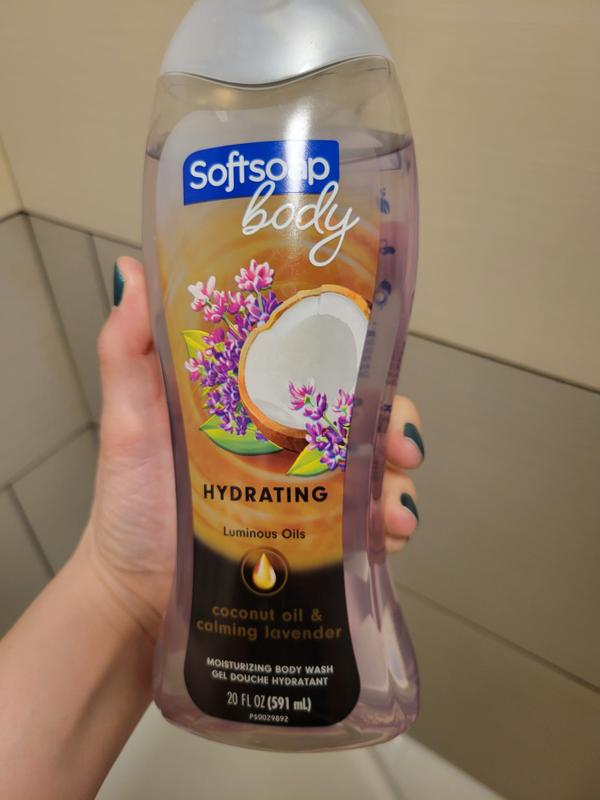 Softsoap
body
HYDRATING
Luminous Oils
coconut oil &
calming lavender
MOISTURIZING BODY WASH
GEL DOUCHE HYDRATANT
20 FL OZ (591 mL)
P50029892